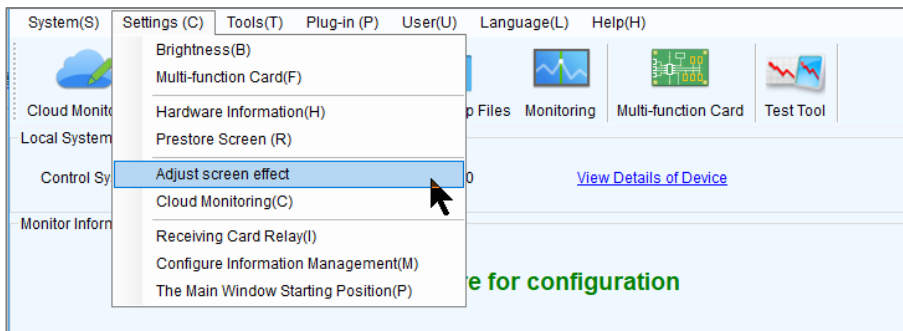 System(S) Settings (C) Tools(T) Plug-in (P) User(U) Language(L) Help(H)
Brightness(B)
Multi-function Card(F)
Hardware Information(H)
Prestore Screen (R)
Adjust screen effect
Cloud Monitoring(C)
Receiving Card Relay(I)
Configure Information Management(M)
The Main Window Starting Position(P)
Cloud Monito p Files Monitoring Multi-function Card Test Tool
Local System
Control Sy 0 View Details of Device
Monitor Inform
e for configuration